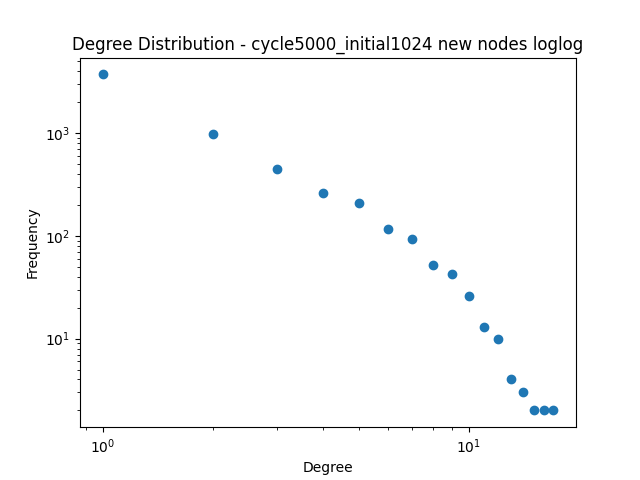 Degree Distribution - cycle5000_initial1024 new nodes loglog
Frequency
10³
10²
10¹
10⁰
10¹
Degree